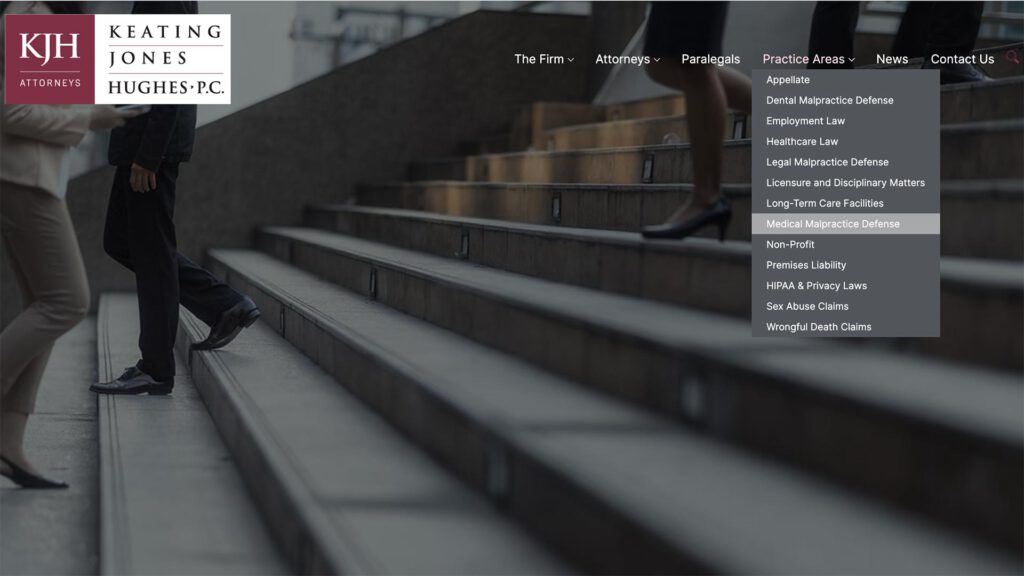 KJH
ATTORNEYS
KEATING
JONES
HUGHES·P.C.
The Firm
Attorneys
Paralegals
Practice Areas
News
Contact Us
Appellate
Dental Malpractice Defense
Employment Law
Healthcare Law
Legal Malpractice Defense
Licensure and Disciplinary Matters
Long-Term Care Facilities
Medical Malpractice Defense
Non-Profit
Premises Liability
HIPAA & Privacy Laws
Sex Abuse Claims
Wrongful Death Claims